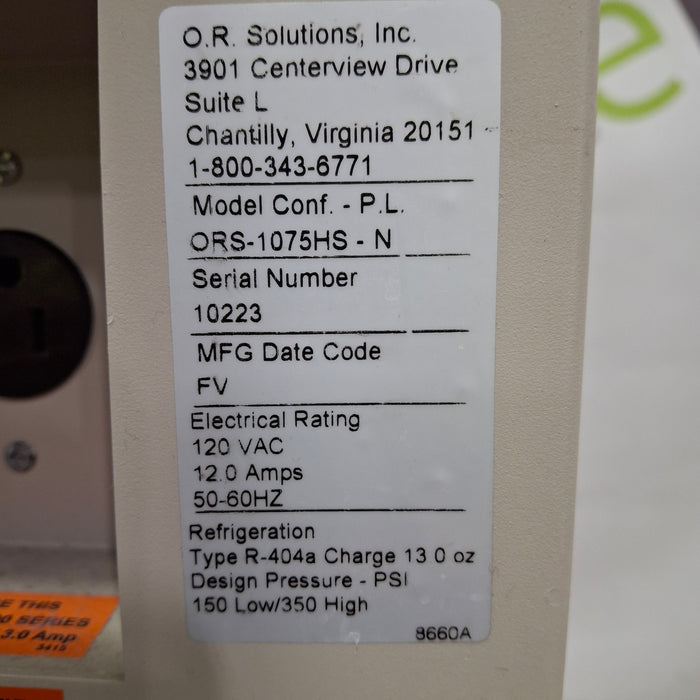 O.R. Solutions, Inc.
3901 Centerview Drive
Suite L
Chantilly, Virginia 20151
1-800-343-6771
Model Conf. - P.L.
ORS-1075HS - N
Serial Number
10223
MFG Date Code
FV
Electrical Rating
120 VAC
12.0 Amps
50-60HZ
Refrigeration
Type R-404a Charge 13 0 oz
Design Pressure - PSI
150 Low/350 High
8660A
E THIS
0 SERIES
3.0 Amp
e